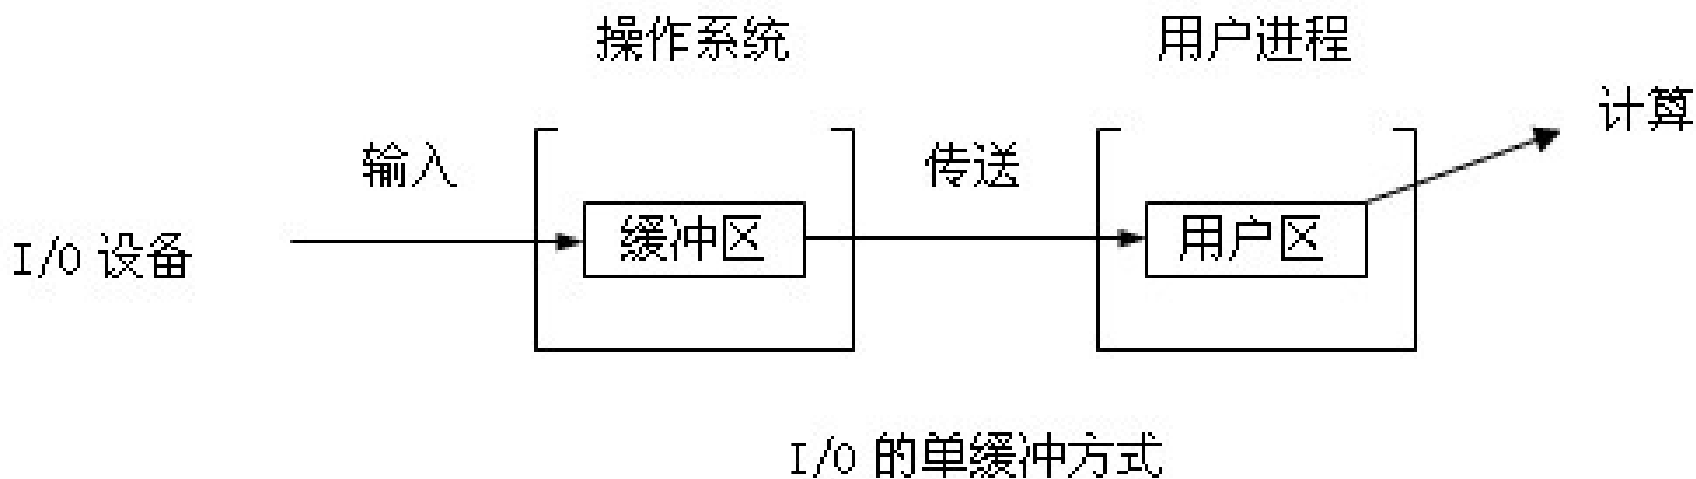 操作系统
用户进程
计算
输入
传送
I/O 设备
缓冲区
用户区
I/O 的单缓冲方式